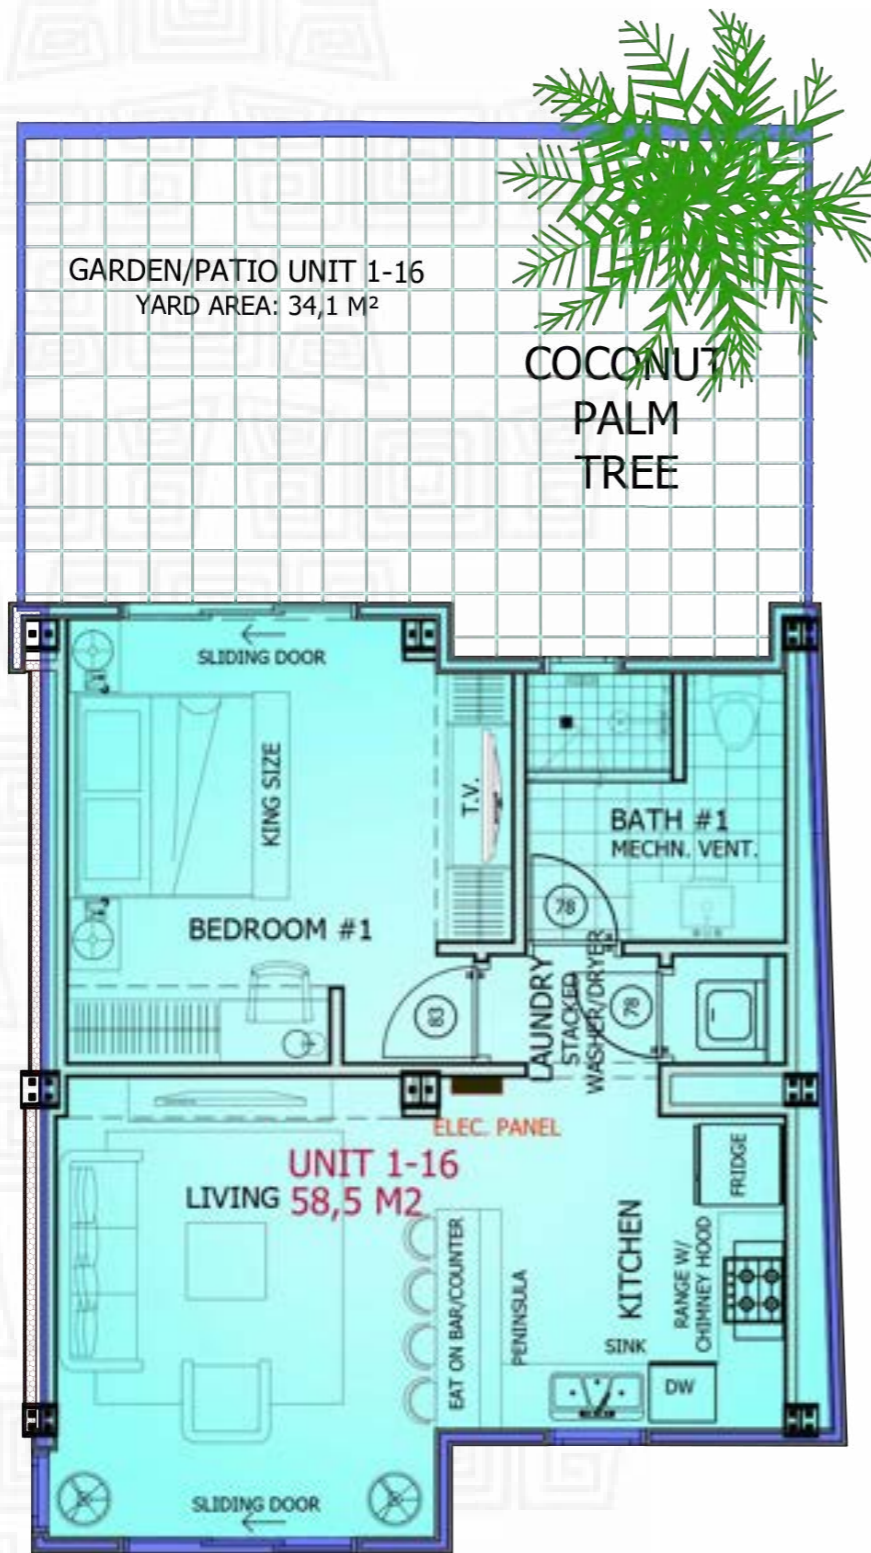 GARDEN/PATIO UNIT 1-16
YARD AREA: 34,1 M²
COCONUT
PALM
TREE
SLIDING DOOR
KING SIZE
T.V.
BATH #1
MECHN. VENT.
78
BEDROOM #1
83
LAUNDRY
STACKED
WASHER/DRYER
78
ELEC. PANEL
UNIT 1-16
LIVING 58,5 M2
FRIDGE
KITCHEN
RANGE W/
CHIMNEY HOOD
EAT ON BAR/COUNTER
PENINSULA
SINK
DW
SLIDING DOOR